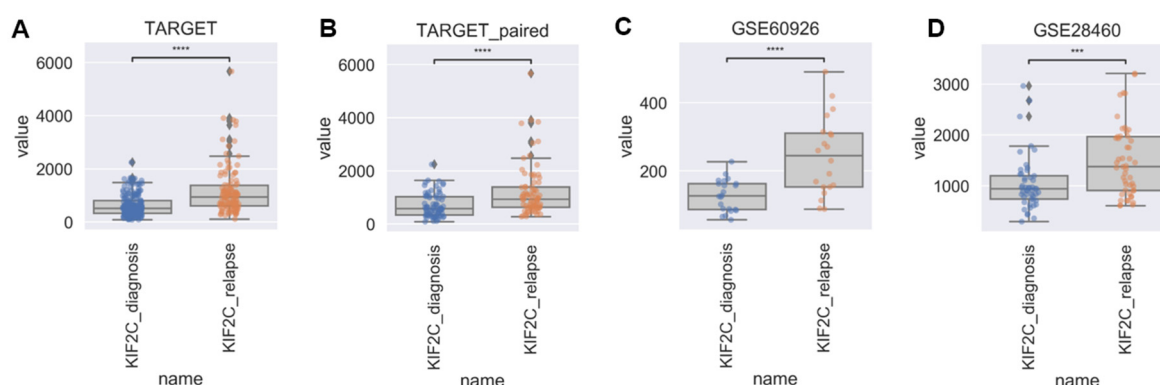 A
TARGET
****
6000
4000
2000
0
value
KIF2C_diagnosis
KIF2C_relapse
name
B
TARGET_paired
****
6000
4000
2000
0
value
KIF2C_diagnosis
KIF2C_relapse
name
C
GSE60926
****
400
200
value
KIF2C_diagnosis
KIF2C_relapse
name
D
GSE28460
***
3000
2000
1000
value
KIF2C_diagnosis
KIF2C_relapse
name